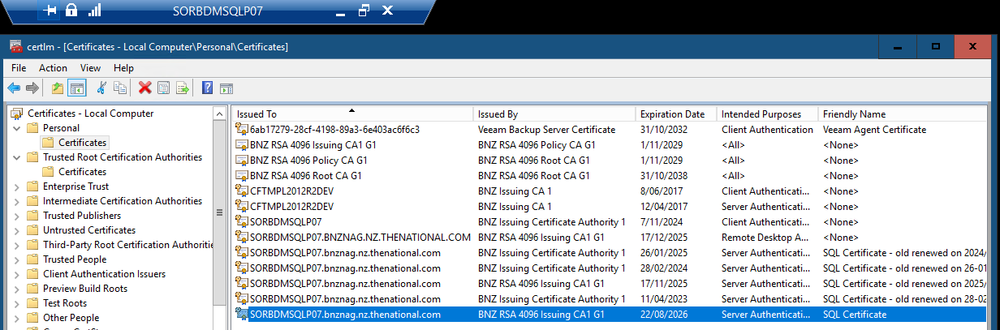 SORBDMSQLP07
certlm - [Certificates - Local Computer\Personal\Certificates]
File Action View Help
Certificates - Local Computer
Personal
Certificates
Trusted Root Certification Authorities
Certificates
Enterprise Trust
Intermediate Certification Authorities
Trusted Publishers
Untrusted Certificates
Third-Party Root Certification Authoritie
Trusted People
Client Authentication Issuers
Preview Build Roots
Test Roots
Other People
Issued To Issued By Expiration Date Intended Purposes Friendly Name
6ab17279-28cf-4198-89a3-6e403ac6f6c3 Veeam Backup Server Certificate 31/10/2032 Client Authentication Veeam Agent Certificate
BNZ RSA 4096 Issuing CA1 G1 BNZ RSA 4096 Policy CA G1 1/11/2029 <All> <None>
BNZ RSA 4096 Policy CA G1 BNZ RSA 4096 Root CA G1 1/11/2029 <All> <None>
BNZ RSA 4096 Root CA G1 BNZ RSA 4096 Root CA G1 31/10/2038 <All> <None>
CFTMPL2012R2DEV BNZ Issuing CA 1 8/06/2017 Client Authenticati... <None>
CFTMPL2012R2DEV BNZ Issuing CA 1 12/04/2017 Server Authenticati... <None>
SORBDMSQLP07 BNZ Issuing Certificate Authority 1 7/11/2024 Client Authenticati... <None>
SORBDMSQLP07.BNZNAG.NZ.THENATIONAL.COM BNZ RSA 4096 Issuing CA1 G1 17/12/2025 Remote Desktop A... <None>
SORBDMSQLP07.bnznag.nz.thenational.com BNZ Issuing Certificate Authority 1 26/01/2025 Server Authenticati... SQL Certificate - old renewed on 2024/
SORBDMSQLP07.bnznag.nz.thenational.com BNZ Issuing Certificate Authority 1 28/02/2024 Server Authenticati... SQL Certificate - old renewed on 26-01
SORBDMSQLP07.bnznag.nz.thenational.com BNZ RSA 4096 Issuing CA1 G1 17/11/2025 Server Authenticati... SQL Certificate - old renewed on 2025/
SORBDMSQLP07.bnznag.nz.thenational.com BNZ Issuing Certificate Authority 1 11/04/2023 Server Authenticati... SQL Certificate - old renewed on 28-02
SORBDMSQLP07.bnznag.nz.thenational.com BNZ RSA 4096 Issuing CA1 G1 22/08/2026 Server Authenticati... SQL Certificate